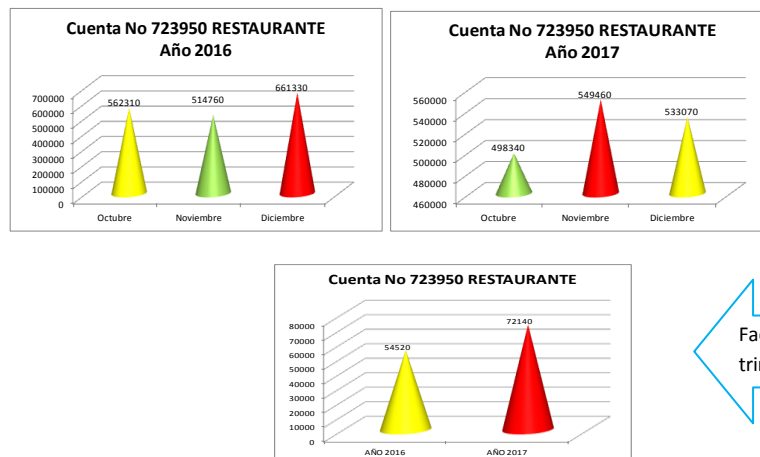 Cuenta No 723950 RESTAURANTE
Año 2016
700000
600000
500000
400000
300000
200000
100000
0
562310
514760
661330
Octubre
Noviembre
Diciembre
Cuenta No 723950 RESTAURANTE
Año 2017
560000
540000
520000
500000
480000
460000
498340
549460
533070
Octubre
Noviembre
Diciembre
Cuenta No 723950 RESTAURANTE
80000
70000
60000
50000
40000
30000
20000
10000
0
54520
72140
AÑO 2016
AÑO 2017